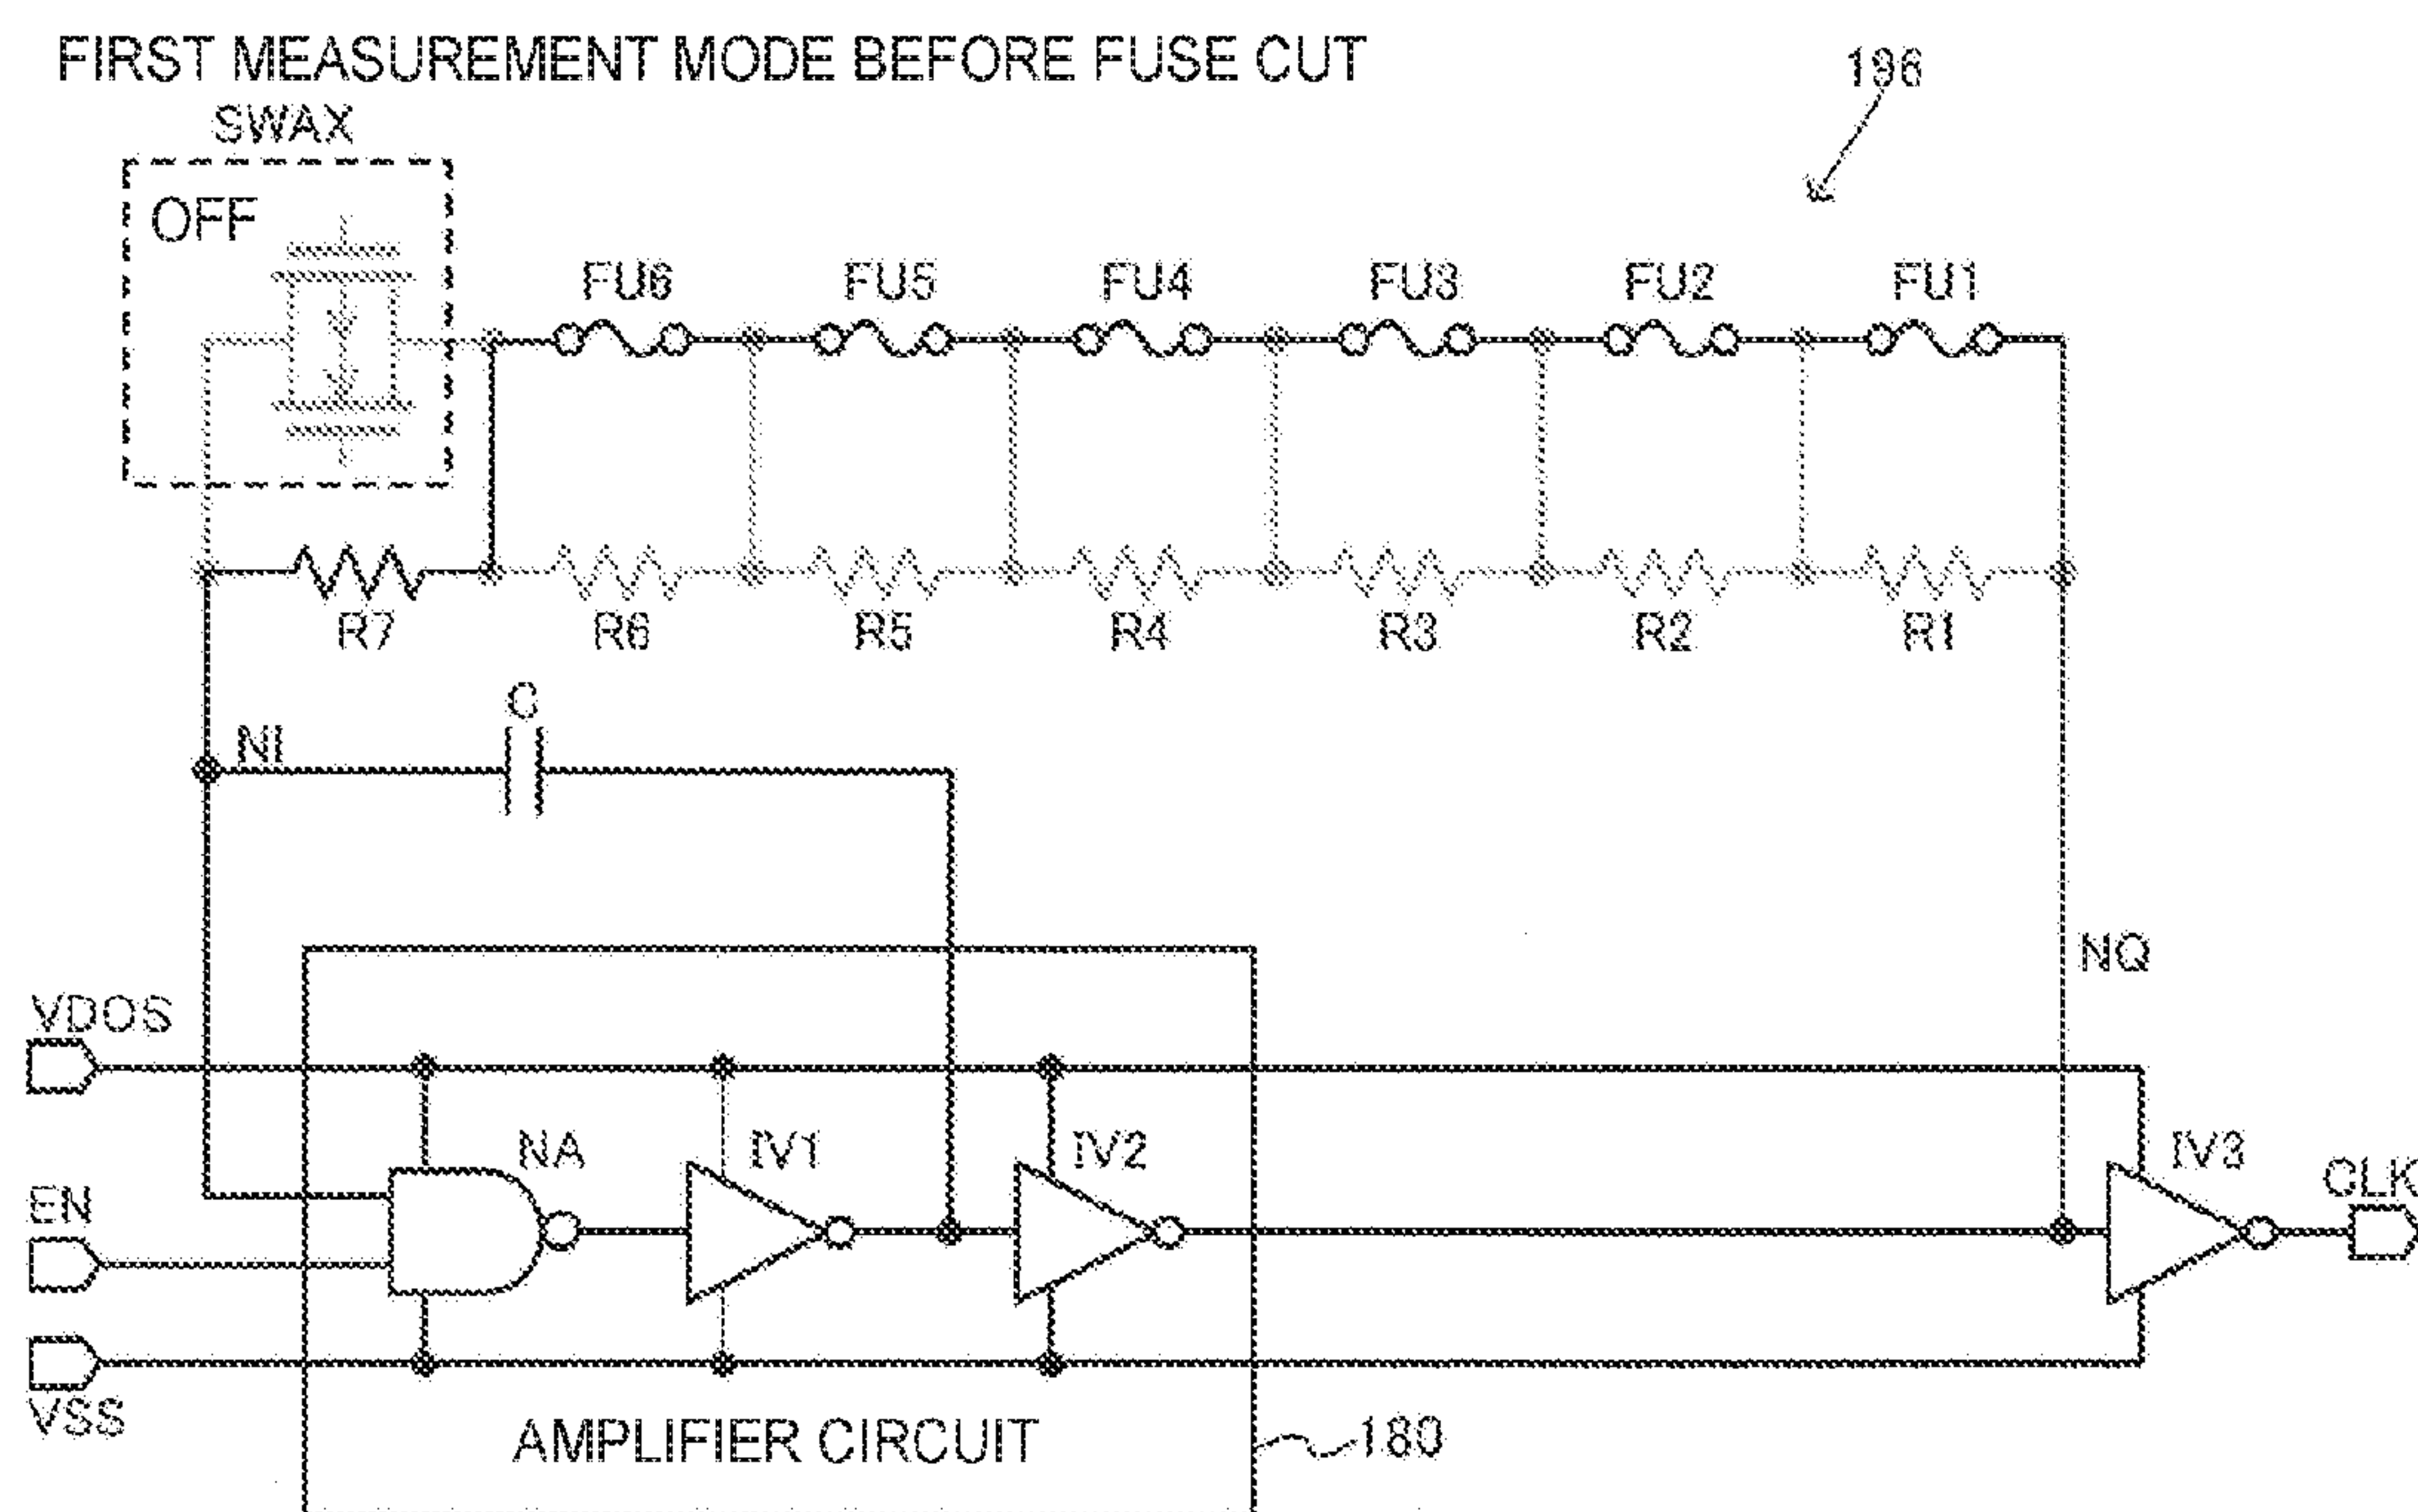 FIRST MEASUREMENT MODE BEFORE FUSE CUT
196
SWAX
OFF
FU6 FU5 FU4 FU3 FU2 FU1
R7 R6 R5 R4 R3 R2 R1
C
NI
NQ
VDOS
NA IV1 IV2 IV3
EN
CLK
VSS
AMPLIFIER CIRCUIT
180